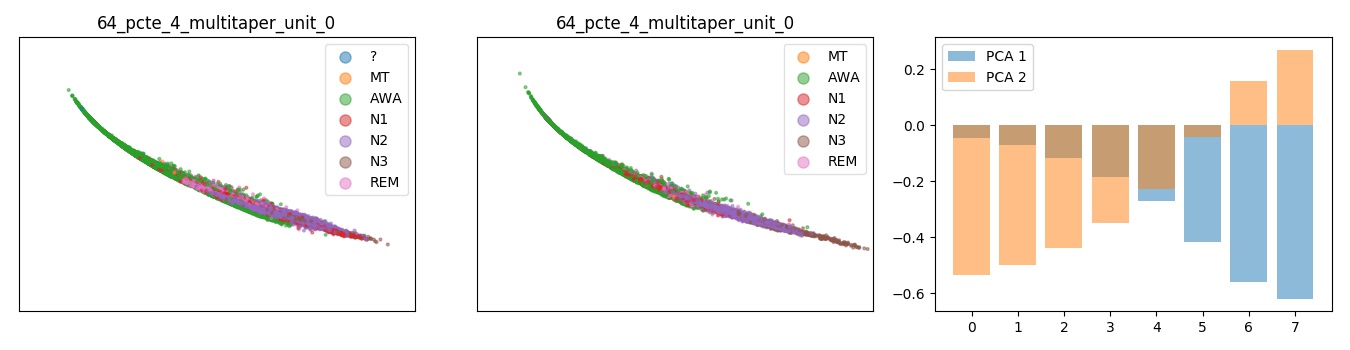 64_pcte_4_multitaper_unit_0
?
MT
AWA
N1
N2
N3
REM
64_pcte_4_multitaper_unit_0
MT
AWA
N1
N2
N3
REM
PCA 1
PCA 2
0.2
0.0
−0.2
−0.4
−0.6
0 1 2 3 4 5 6 7